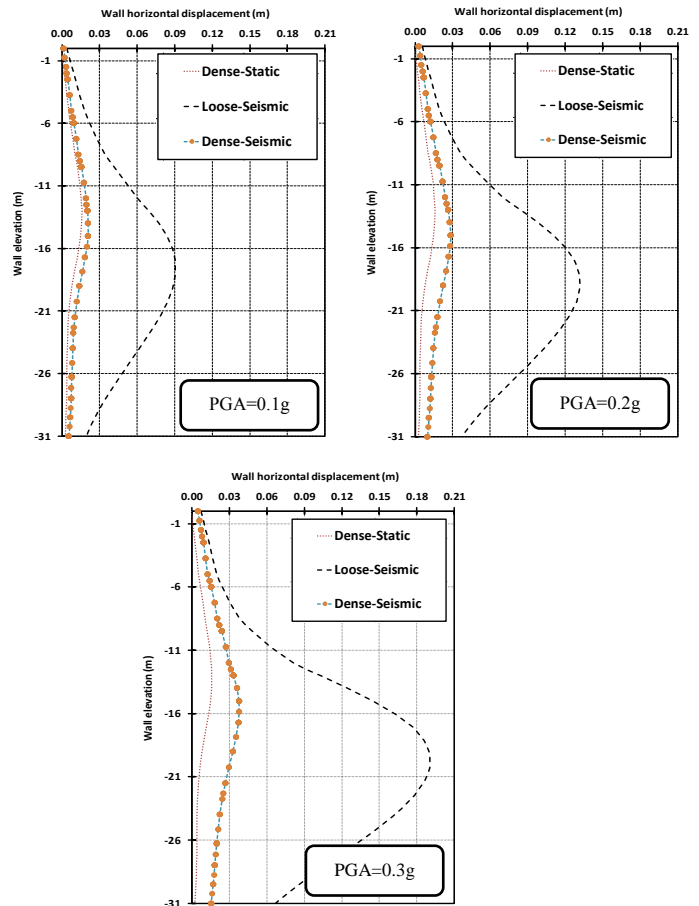 Wall horizontal displacement (m)
0.00 0.03 0.06 0.09 0.12 0.15 0.18 0.21
-1
-6
-11
-16
-21
-26
-31
Wall elevation (m)
Dense-Static
Loose-Seismic
Dense-Seismic
PGA=0.1g
Wall horizontal displacement (m)
0.00 0.03 0.06 0.09 0.12 0.15 0.18 0.21
-1
-6
-11
-16
-21
-26
-31
Wall elevation (m)
Dense-Static
Loose-Seismic
Dense-Seismic
PGA=0.2g
Wall horizontal displacement (m)
0.00 0.03 0.06 0.09 0.12 0.15 0.18 0.21
-1
-6
-11
-16
-21
-26
-31
Wall elevation (m)
Dense-Static
Loose-Seismic
Dense-Seismic
PGA=0.3g